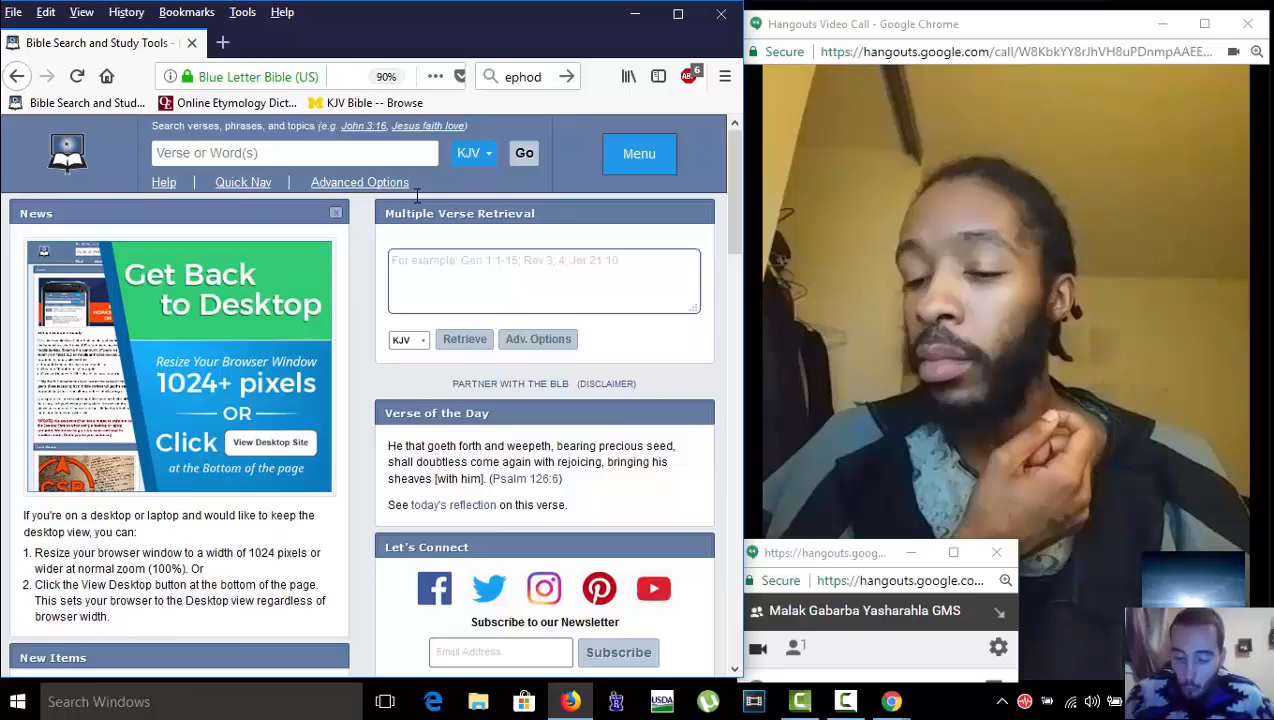 File Edit View History Bookmarks Tools Help
Bible Search and Study Tools -
Blue Letter Bible (US) 90% ephod 6
Bible Search and Stud... Online Etymology Dict... KJV Bible -- Browse
Search verses, phrases, and topics (e.g. John 3:16, Jesus faith love)
Verse or Word(s) KJV Go Menu
Help | Quick Nav | Advanced Options
News
Get Back
to Desktop
Resize Your Browser Window
1024+ pixels
OR
Click View Desktop Site
at the Bottom of the page
CSB
If you're on a desktop or laptop and would like to keep the
desktop view, you can:
1. Resize your browser window to a width of 1024 pixels or
wider at normal zoom (100%). Or
2. Click the View Desktop button at the bottom of the page.
This sets your browser to the Desktop view regardless of
browser width.
New Items
Multiple Verse Retrieval
For example: Gen 1:1-15; Rev 3; 4; Jer 21:10
KJV Retrieve Adv. Options
PARTNER WITH THE BLB (DISCLAIMER)
Verse of the Day
He that goeth forth and weepeth, bearing precious seed,
shall doubtless come again with rejoicing, bringing his
sheaves [with him]. (Psalm 126:6)
See today's reflection on this verse.
Let's Connect
Subscribe to our Newsletter
Email Address Subscribe
Hangouts Video Call - Google Chrome
Secure https://hangouts.google.com/call/W8KbkYY8rJhVH8uPDnmpAAEE...
https://hangouts.goog...
Secure https://hangouts.google.co...
Malak Gabarba Yasharahla GMS
1
Search Windows
USDA